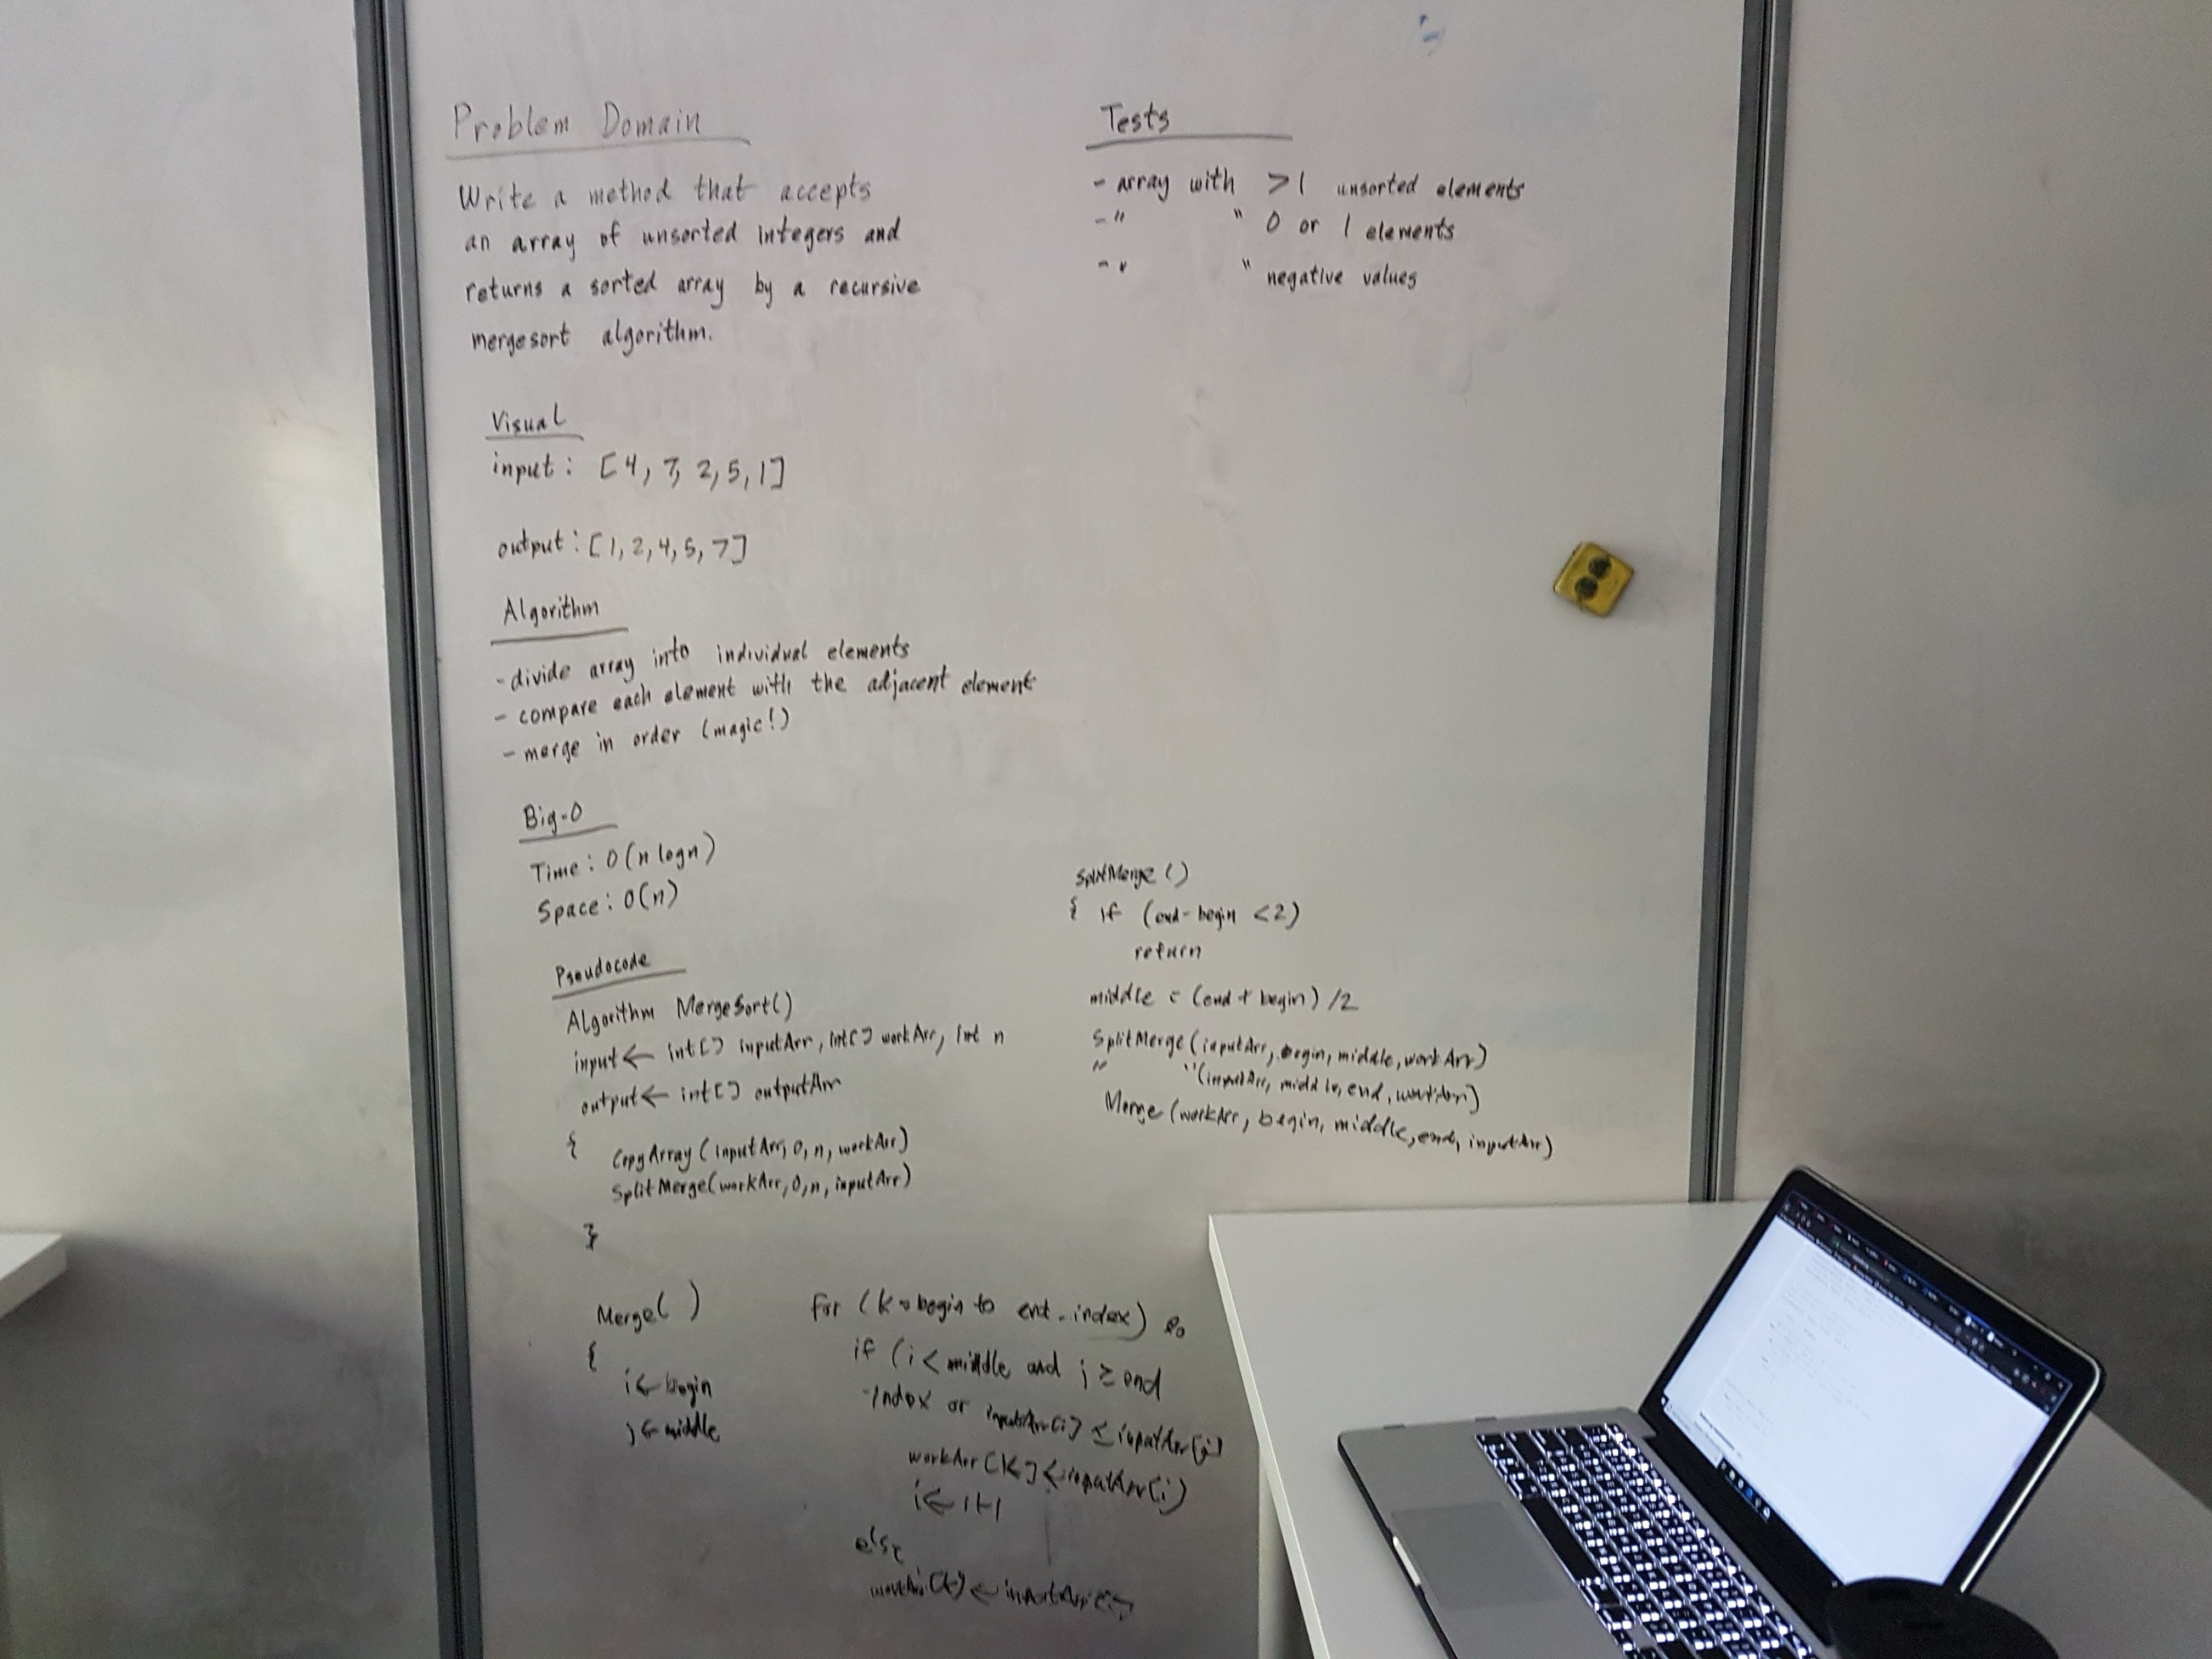 Problem Domain
Write a method that accepts
an array of unsorted integers and
returns a sorted array by a recursive
mergesort algorithm.
Visual
input: [4, 7, 2, 5, 1]
output: [1, 2, 4, 5, 7]
Algorithm
- divide array into individual elements
- compare each element with the adjacent element
- merge in order (magic!)
Big-O
Time: O(n log n)
Space: O(n)
Pseudocode
Algorithm MergeSort()
input ← int[] inputArr, int[] workArr, int n
output ← int[] outputArr
{
CopyArray (inputArr, 0, n, workArr)
SplitMerge(workArr, 0, n, inputArr)
}
Merge( )
{
i ← begin
j ← middle
for (k = begin to end-index) do
if (i < middle and j ≥ end
-index or inputArr[i] ≤ inputArr[j]
workArr[k] ← inputArr[i]
i ← i+1
else
workArr[k] ← inputArr[j]
Tests
- array with >1 unsorted elements
- " " 0 or 1 elements
- " " negative values
SplitMerge ()
{ if (end-begin < 2)
return
middle = (end + begin) /2
SplitMerge (inputArr, begin, middle, workArr)
" " (inputArr, middle, end, workArr)
Merge (workArr, begin, middle, end, inputArr)